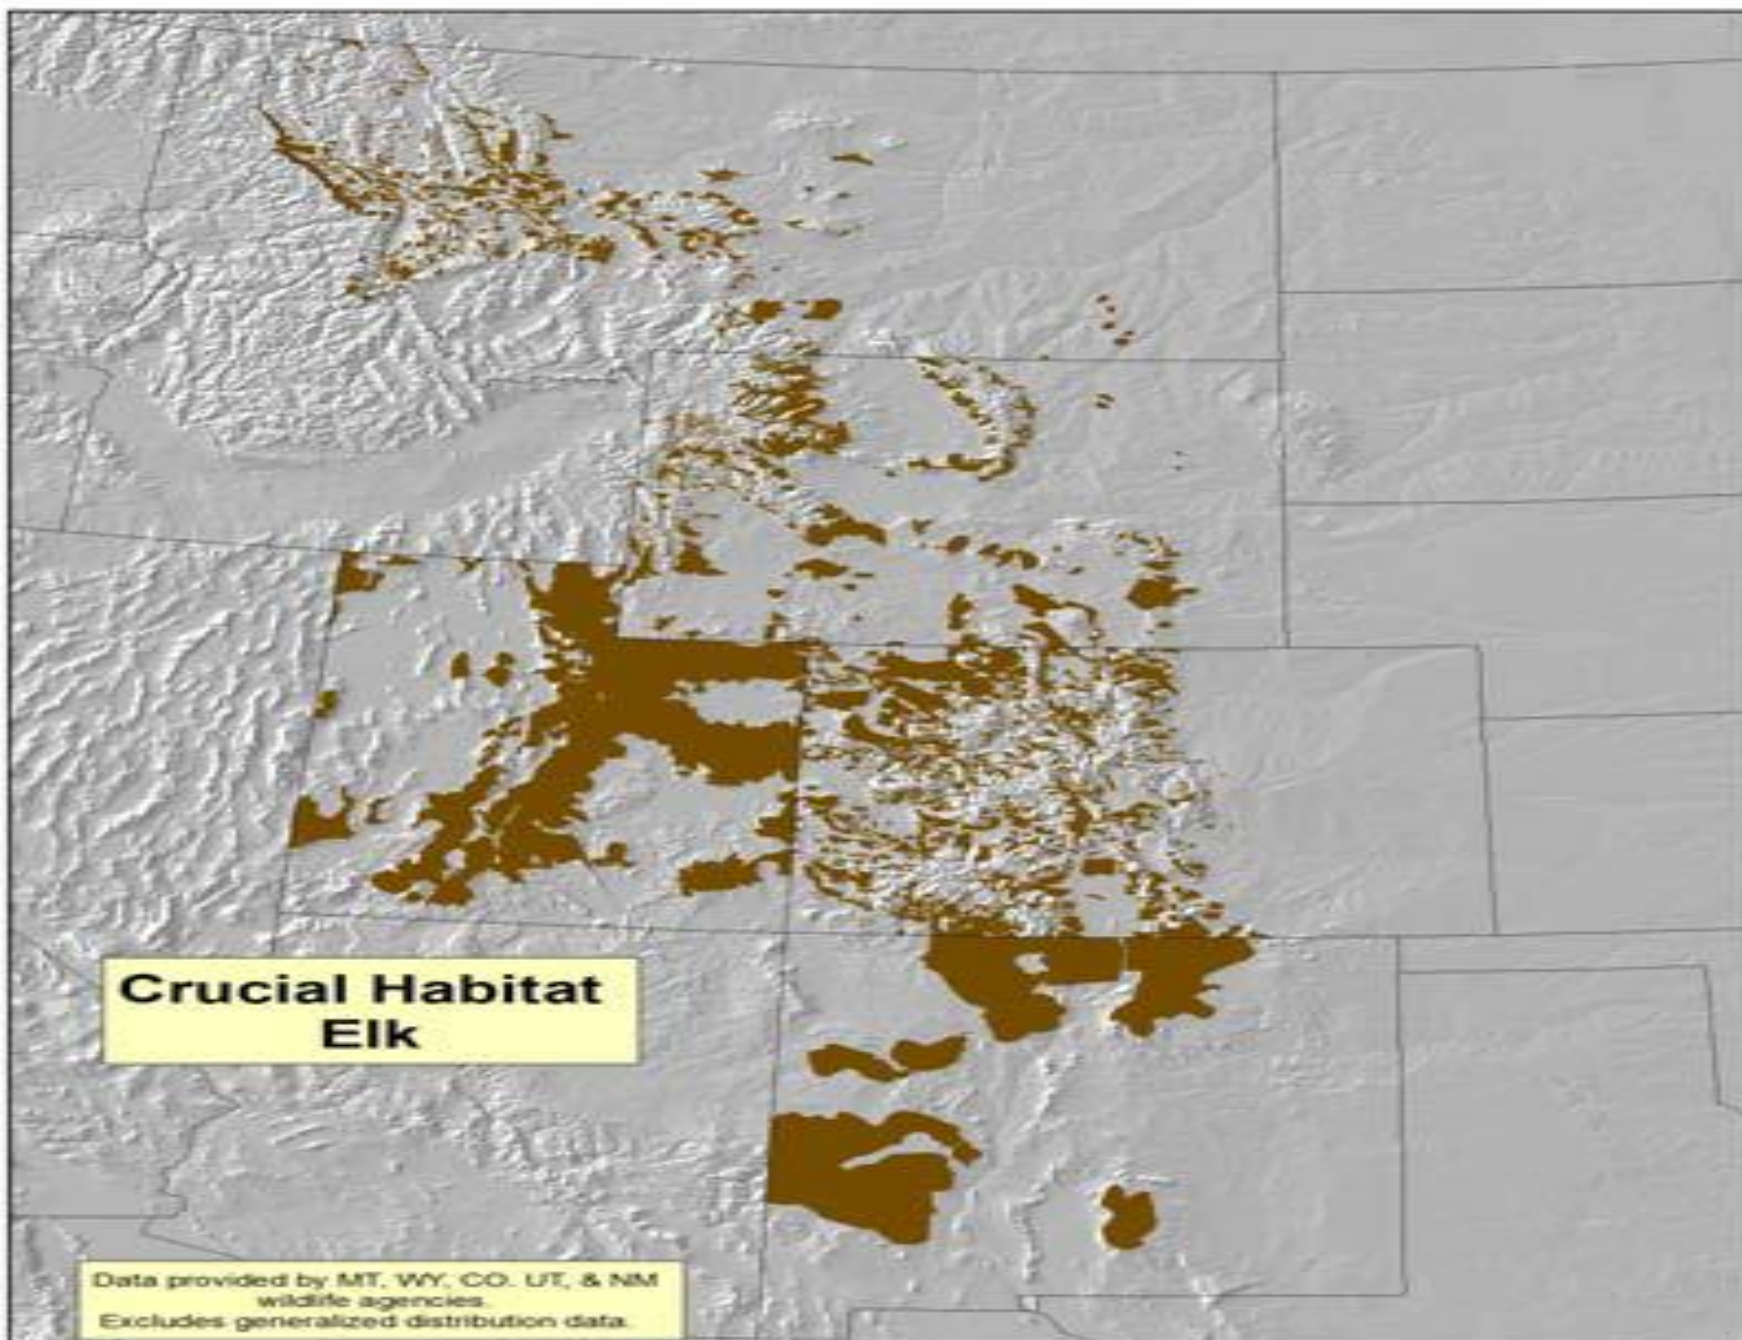 Crucial Habitat
Elk
Data provided by MT, WY, CO. UT, & NM
wildlife agencies.
Excludes generalized distribution data.